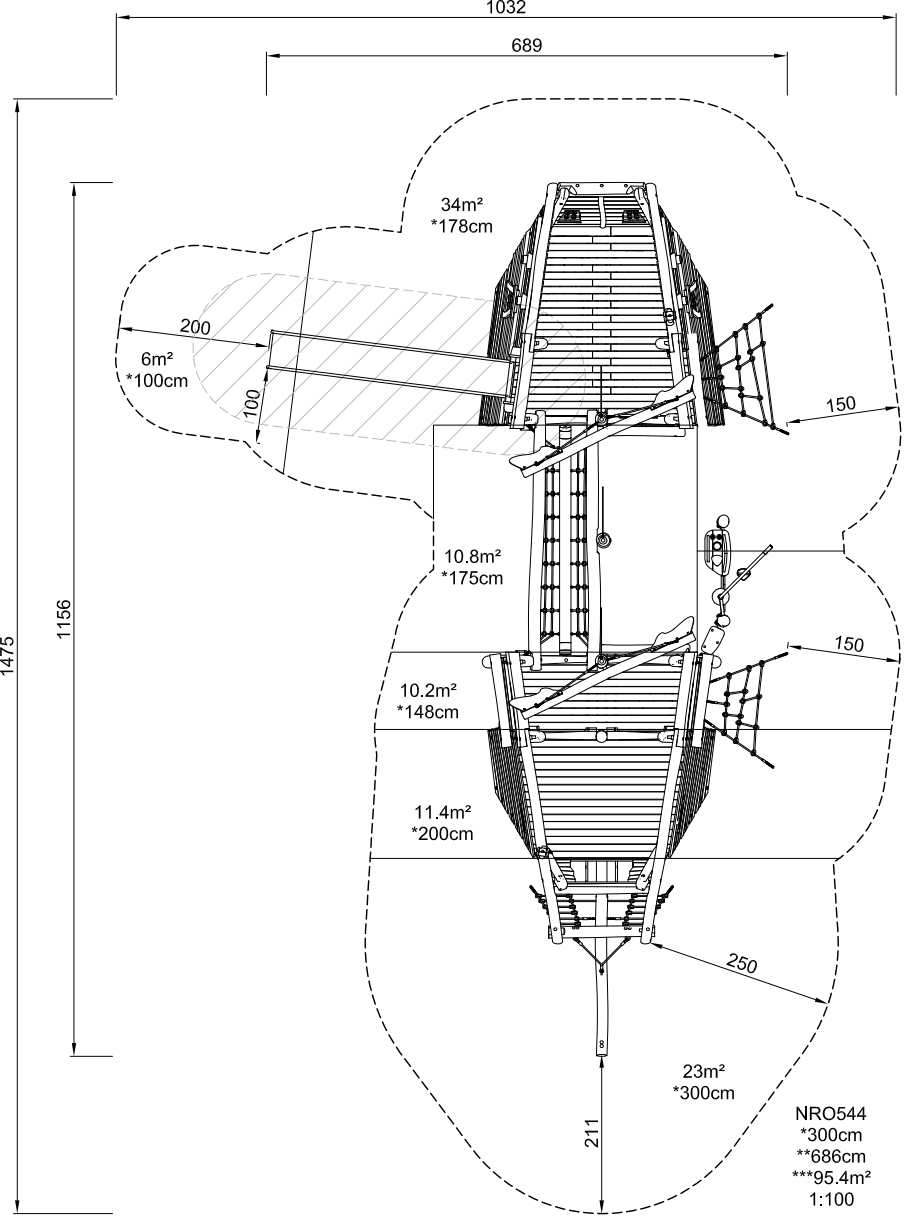 1032
689
34m²
*178cm
200
6m²
*100cm
100
150
10.8m²
*175cm
1156
1475
150
10.2m²
*148cm
11.4m²
*200cm
250
23m²
*300cm
211
NRO544
*300cm
**686cm
***95.4m²
1:100